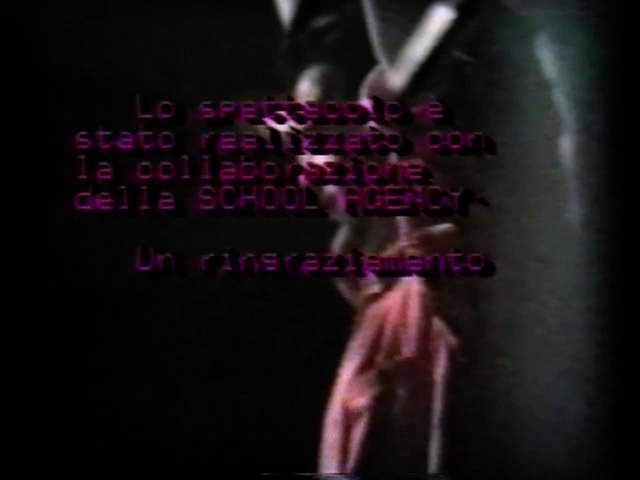 Lo spettacolo è
stato realizzato con
la collaborazione
della SCHOOL AGENCY.
Un ringraziamento